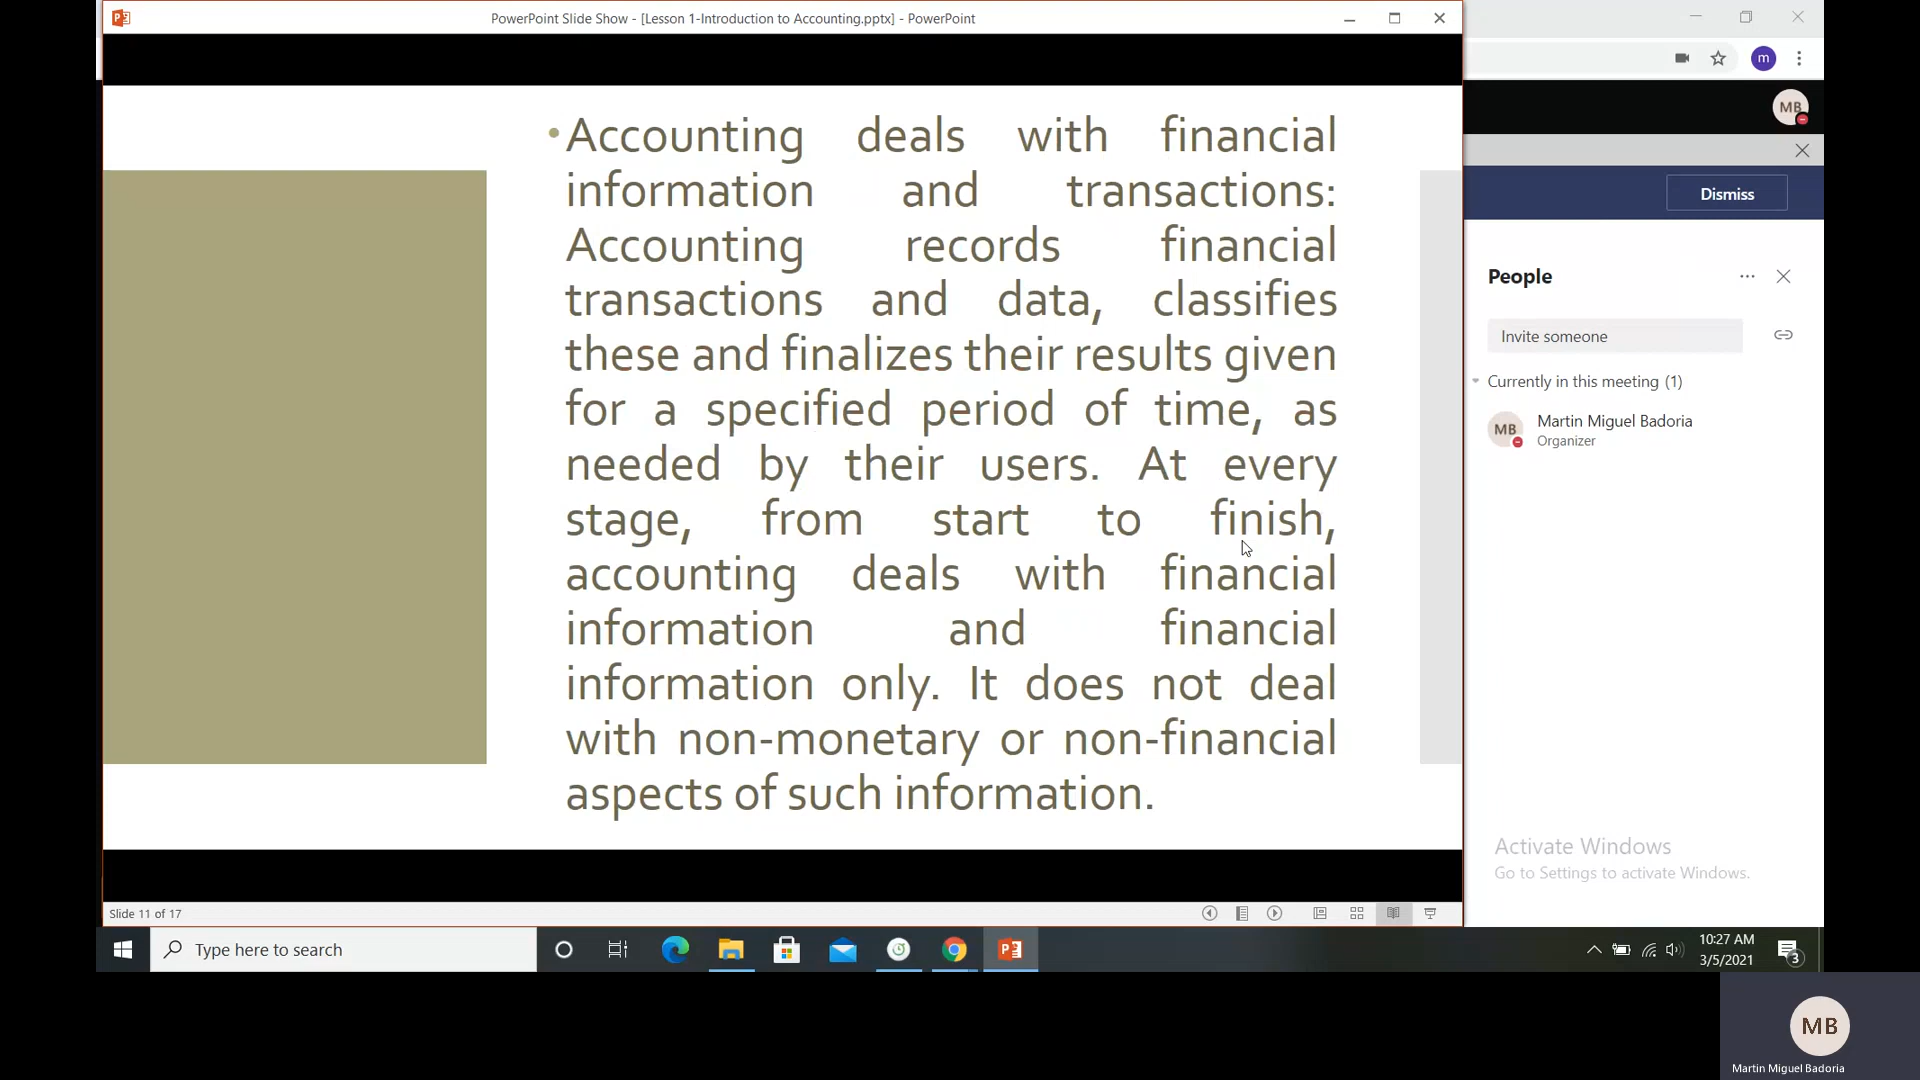 PowerPoint Slide Show - [Lesson 1-Introduction to Accounting.pptx] - PowerPoint
m
MB
Dismiss
• Accounting deals with financial
information and transactions:
Accounting records financial
transactions and data, classifies
these and finalizes their results given
for a specified period of time, as
needed by their users. At every
stage, from start to finish,
accounting deals with financial
information and financial
information only. It does not deal
with non-monetary or non-financial
aspects of such information.
People
Invite someone
Currently in this meeting (1)
MB
Martin Miguel Badoria
Organizer
Activate Windows
Go to Settings to activate Windows.
Slide 11 of 17
Type here to search
10:27 AM
3/5/2021
3
MB
Martin Miguel Badoria